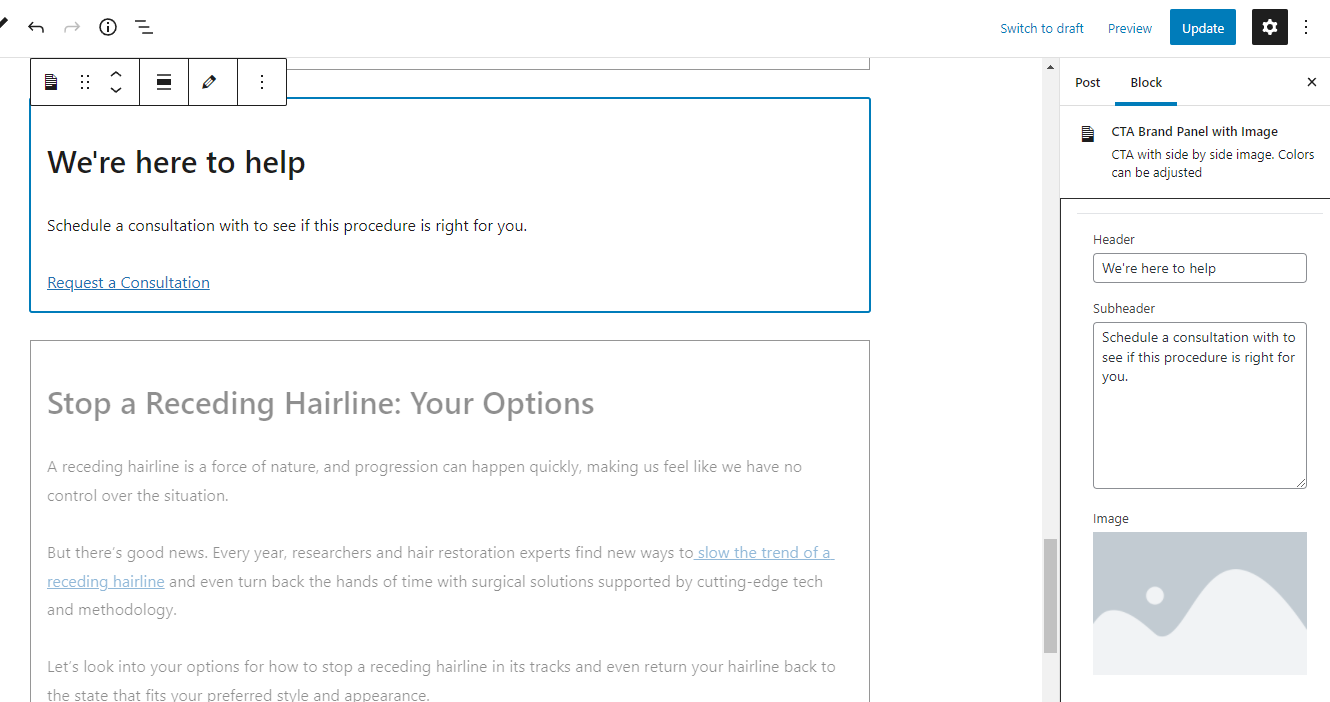 Switch to draft Preview Update
We're here to help
Schedule a consultation with to see if this procedure is right for you.
Request a Consultation
Stop a Receding Hairline: Your Options
A receding hairline is a force of nature, and progression can happen quickly, making us feel like we have no
control over the situation.
But there's good news. Every year, researchers and hair restoration experts find new ways to slow the trend of a
receding hairline and even turn back the hands of time with surgical solutions supported by cutting-edge tech
and methodology.
Let's look into your options for how to stop a receding hairline in its tracks and even return your hairline back to
the state that fits your preferred style and appearance.
Post Block
CTA Brand Panel with Image
CTA with side by side image. Colors
can be adjusted
Header
We're here to help
Subheader
Schedule a consultation with to
see if this procedure is right for
you.
Image